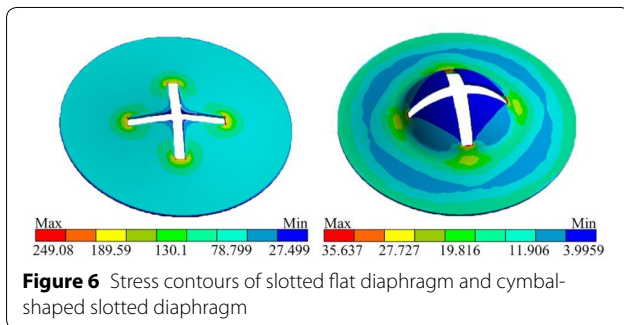 Max Min
249.08 189.59 130.1 78.799 27.499
Max Min
35.637 27.727 19.816 11.906 3.9959
Figure 6 Stress contours of slotted flat diaphragm and cymbal-
shaped slotted diaphragm